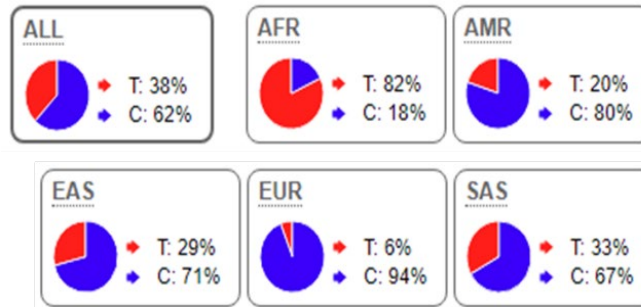 ALL
T: 38%
C: 62%
AFR
T: 82%
C: 18%
AMR
T: 20%
C: 80%
EAS
T: 29%
C: 71%
EUR
T: 6%
C: 94%
SAS
T: 33%
C: 67%